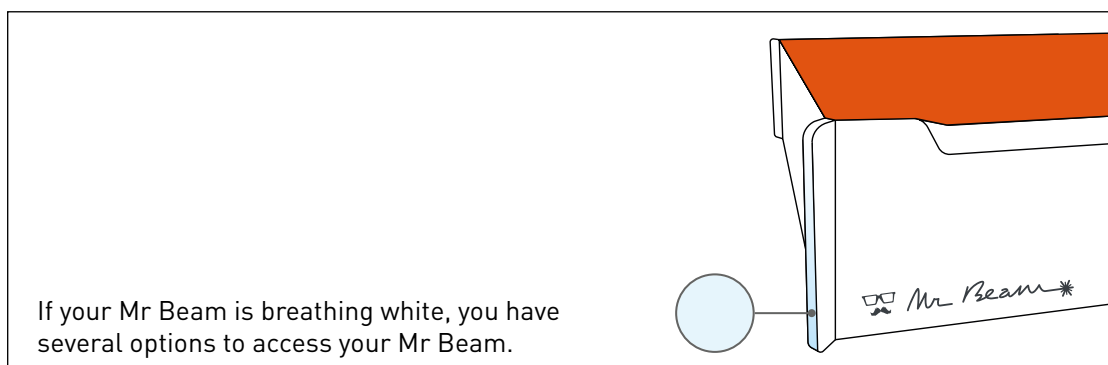 If your Mr Beam is breathing white, you have
several options to access your Mr Beam.
Mr Beam